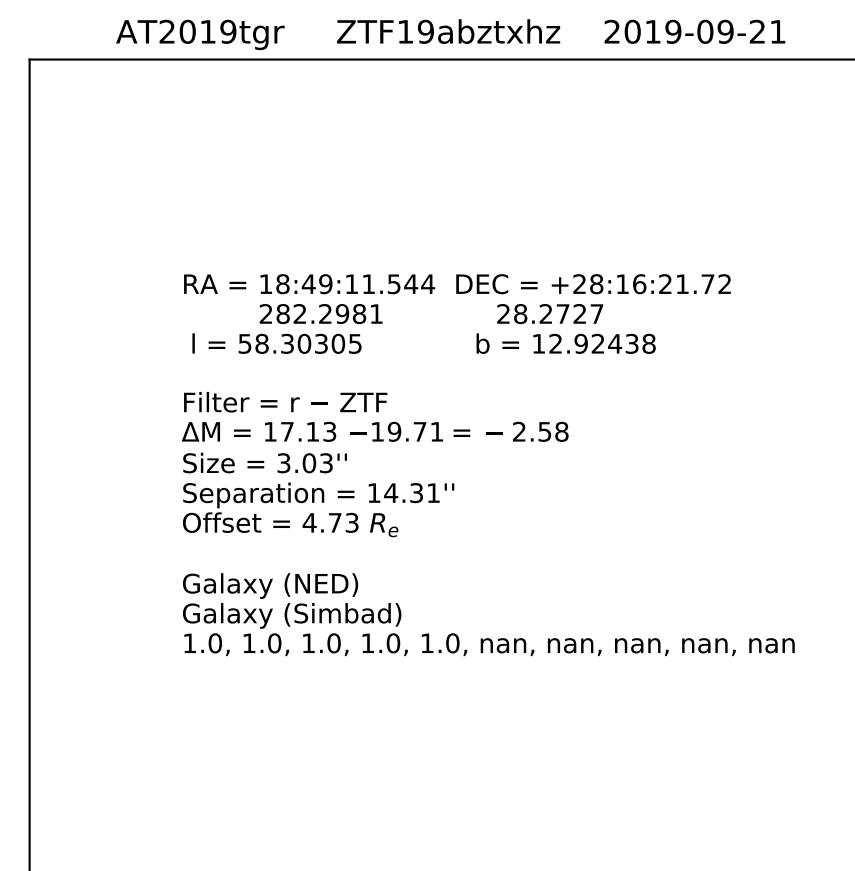 AT2019tgr ZTF19abztxhz 2019-09-21
RA = 18:49:11.544 DEC = +28:16:21.72
282.2981 28.2727
l = 58.30305 b = 12.92438
Filter = r − ZTF
ΔM = 17.13 −19.71 = − 2.58
Size = 3.03''
Separation = 14.31''
Offset = 4.73 Rₑ
Galaxy (NED)
Galaxy (Simbad)
1.0, 1.0, 1.0, 1.0, 1.0, nan, nan, nan, nan, nan